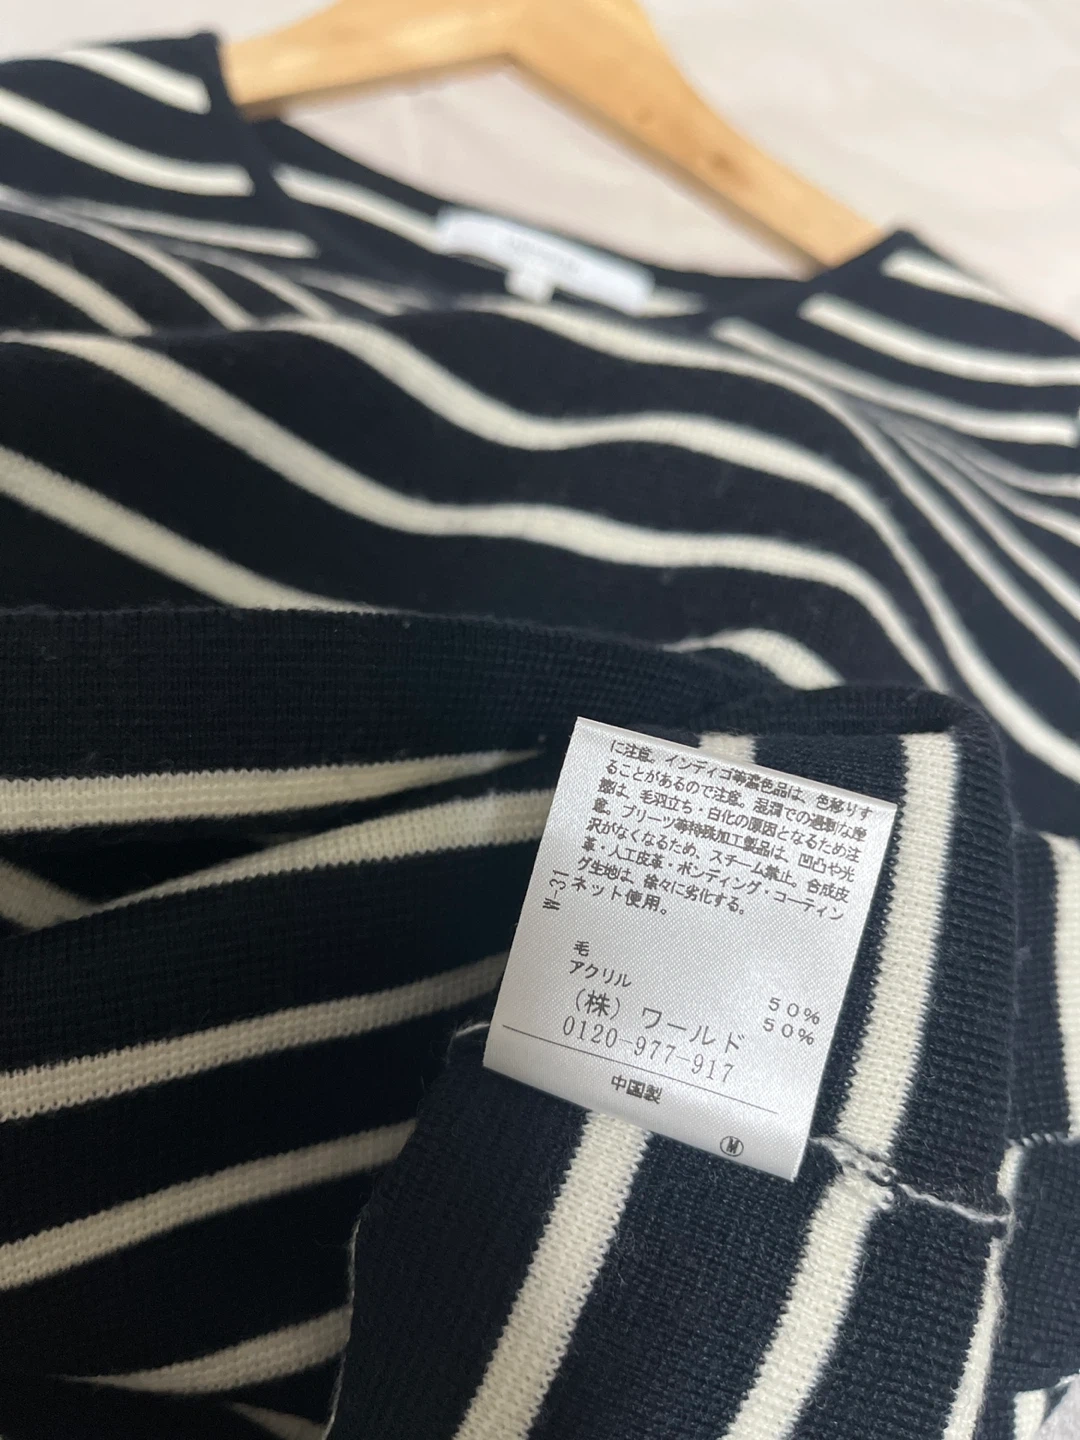 に注意。インディゴ等濃色品は、色移りす
ることがあるので注意。湿潤での過剰な摩
擦は、毛羽立ち・白化の原因となるため注
意。プリーツ等特殊加工製品は、凹凸や光
沢がなくなるため、スチーム禁止。合成皮
革・人工皮革・ボンディング・コーティン
グ生地は、徐々に劣化する。
ネット使用。
W-31
毛 50%
アクリル 50%
(株)ワールド
0120-977-917
中国製
M